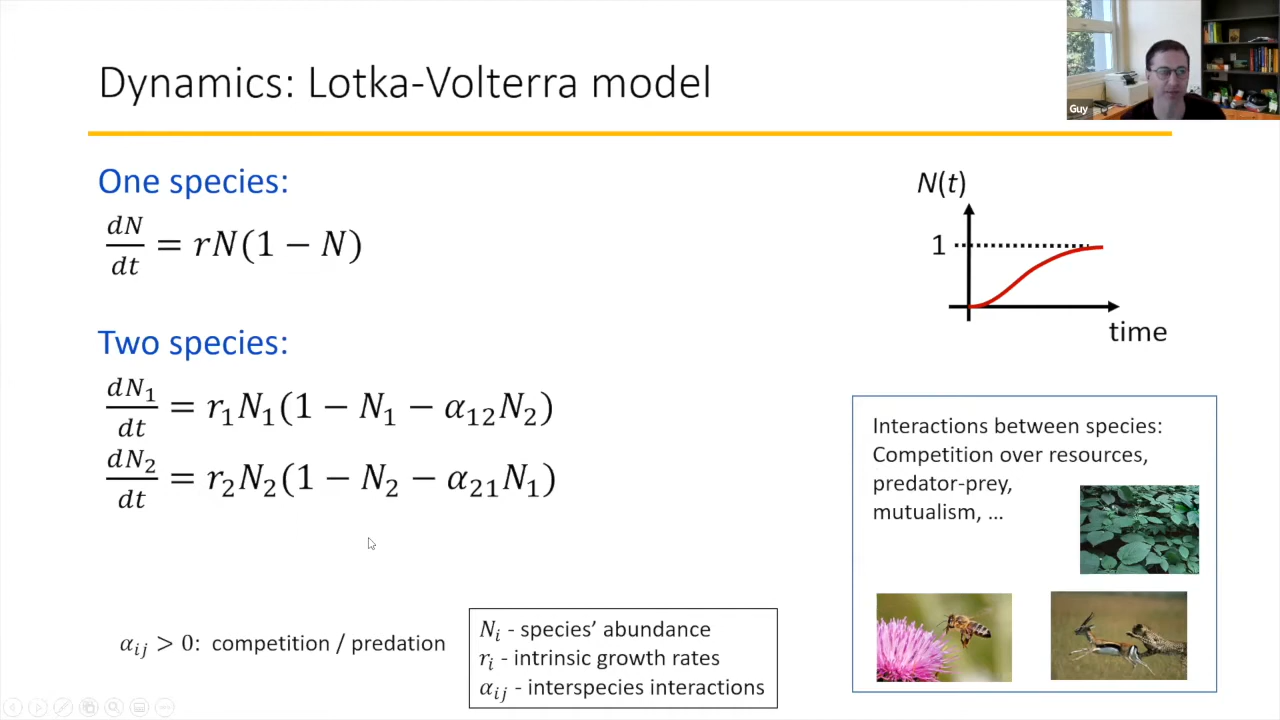 Dynamics: Lotka-Volterra model
Guy
One species:
dN/dt = rN(1 − N)
N(t)
1
time
Two species:
dN₁/dt = r₁N₁(1 − N₁ − α₁₂N₂)
dN₂/dt = r₂N₂(1 − N₂ − α₂₁N₁)
Interactions between species:
Competition over resources,
predator-prey,
mutualism, ...
αᵢⱼ > 0: competition / predation
Nᵢ - species’ abundance
rᵢ - intrinsic growth rates
αᵢⱼ - interspecies interactions